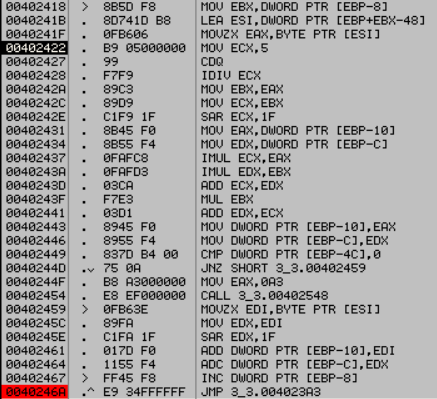 00402418 > 8B5D F8 MOV EBX,DWORD PTR [EBP-8]
0040241B . 8D741D B8 LEA ESI,DWORD PTR [EBP+EBX-48]
0040241F . 0FB606 MOVZX EAX,BYTE PTR [ESI]
00402422 . B9 05000000 MOV ECX,5
00402427 . 99 CDQ
00402428 . F7F9 IDIV ECX
0040242A . 89C3 MOV EBX,EAX
0040242C . 89D9 MOV ECX,EBX
0040242E . C1F9 1F SAR ECX,1F
00402431 . 8B45 F0 MOV EAX,DWORD PTR [EBP-10]
00402434 . 8B55 F4 MOV EDX,DWORD PTR [EBP-C]
00402437 . 0FAFC8 IMUL ECX,EAX
0040243A . 0FAFD3 IMUL EDX,EBX
0040243D . 03CA ADD ECX,EDX
0040243F . F7E3 MUL EBX
00402441 . 03D1 ADD EDX,ECX
00402443 . 8945 F0 MOV DWORD PTR [EBP-10],EAX
00402446 . 8955 F4 MOV DWORD PTR [EBP-C],EDX
00402449 . 837D B4 00 CMP DWORD PTR [EBP-4C],0
0040244D .v 75 0A JNZ SHORT 3_3.00402459
0040244F . B8 A3000000 MOV EAX,0A3
00402454 . E8 EF000000 CALL 3_3.00402548
00402459 > 0FB63E MOVZX EDI,BYTE PTR [ESI]
0040245C . 89FA MOV EDX,EDI
0040245E . C1FA 1F SAR EDX,1F
00402461 . 017D F0 ADD DWORD PTR [EBP-10],EDI
00402464 . 1155 F4 ADC DWORD PTR [EBP-C],EDX
00402467 > FF45 F8 INC DWORD PTR [EBP-8]
0040246A .^ E9 34FFFFFF JMP 3_3.004023A3